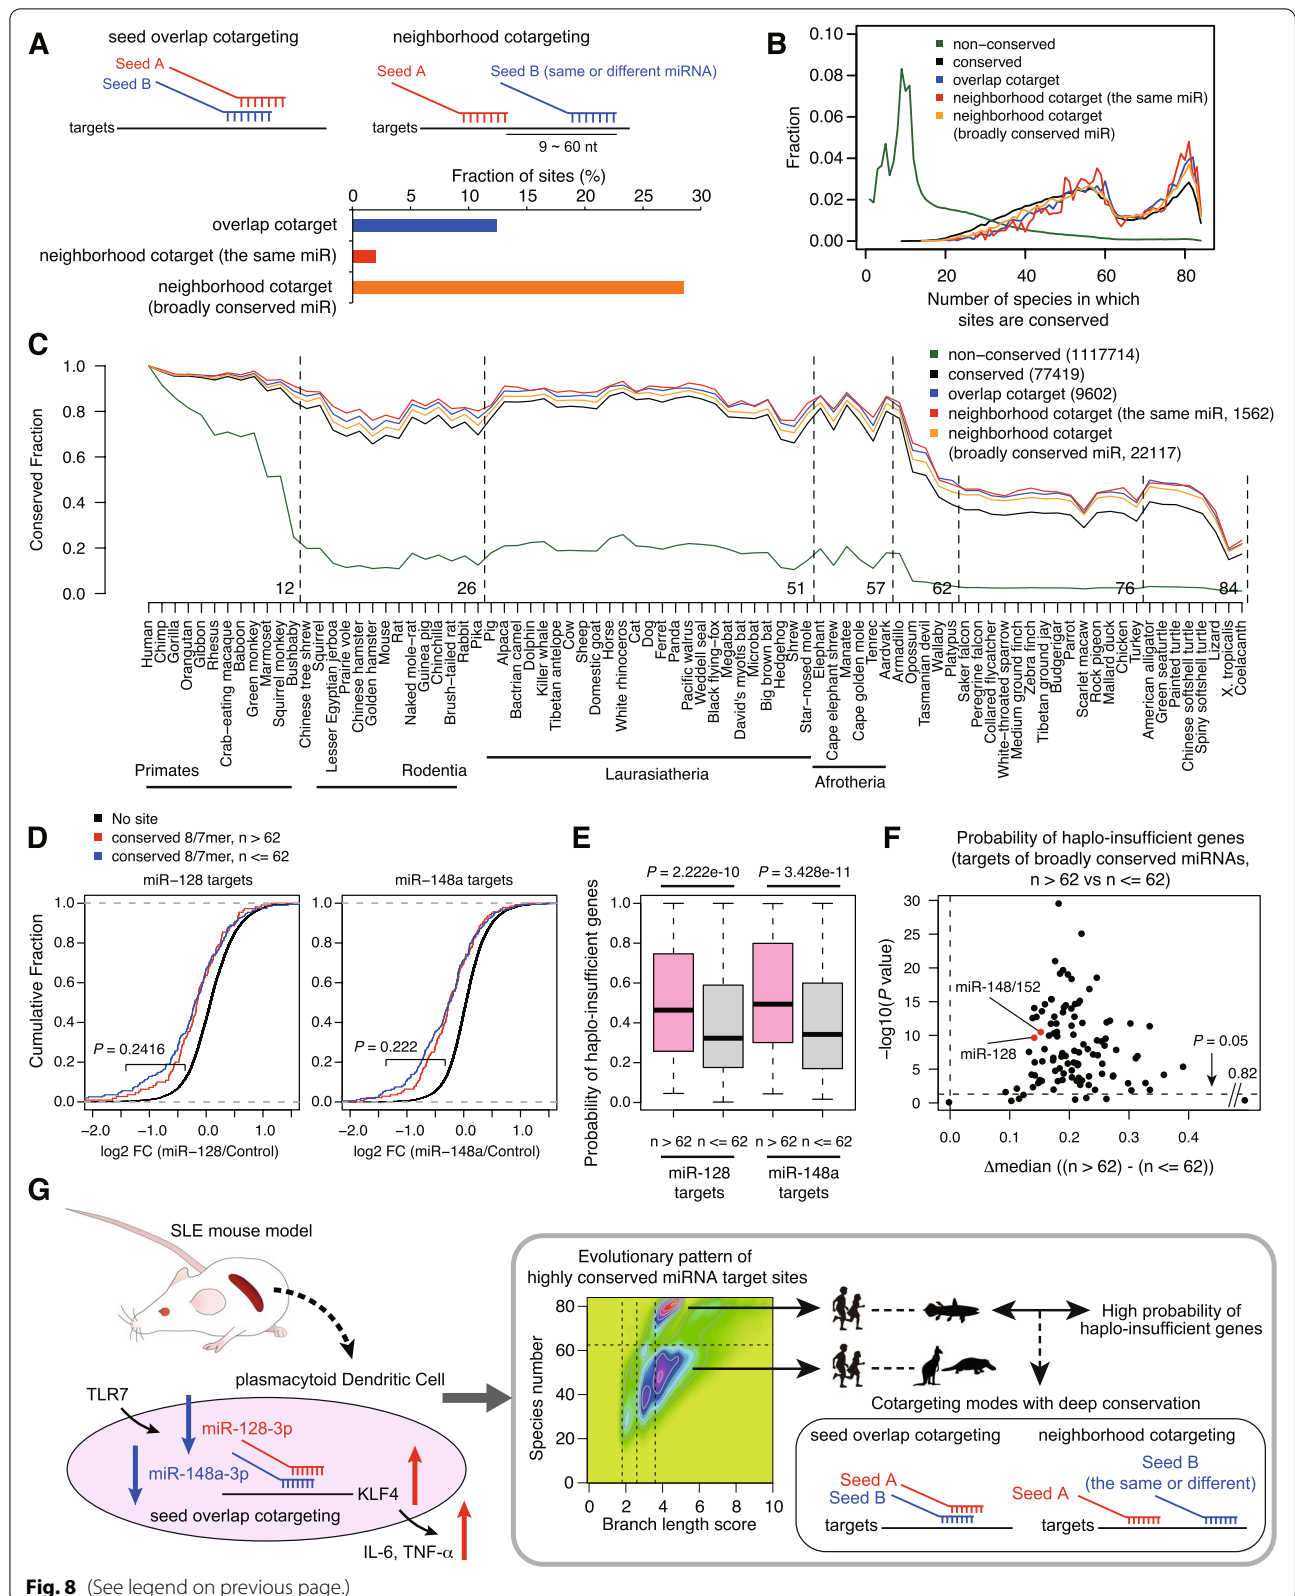 A
seed overlap cotargeting
Seed A
Seed B
targets
neighborhood cotargeting
Seed A
Seed B (same or different miRNA)
targets
9 ~ 60 nt
Fraction of sites (%)
0 5 10 15 20 25 30
overlap cotarget
neighborhood cotarget (the same miR)
neighborhood cotarget
(broadly conserved miR)
B
Fraction
0.10
0.08
0.06
0.04
0.02
0.00
non−conserved
conserved
overlap cotarget
neighborhood cotarget (the same miR)
neighborhood cotarget
(broadly conserved miR)
0 20 40 60 80
Number of species in which
sites are conserved
C
Conserved Fraction
1.0
0.8
0.6
0.4
0.2
0.0
non−conserved (1117714)
conserved (77419)
overlap cotarget (9602)
neighborhood cotarget (the same miR, 1562)
neighborhood cotarget
(broadly conserved miR, 22117)
12 26 51 57 62 76 84
Human
Chimp
Gorilla
Orangutan
Gibbon
Rhesus
Crab−eating macaque
Baboon
Green monkey
Marmoset
Squirrel monkey
Bushbaby
Chinese tree shrew
Squirrel
Lesser Egyptian jerboa
Prairie vole
Chinese hamster
Golden hamster
Mouse
Rat
Naked mole−rat
Guinea pig
Chinchilla
Brush−tailed rat
Rabbit
Pika
Pig
Alpaca
Bactrian camel
Dolphin
Killer whale
Tibetan antelope
Cow
Sheep
Domestic goat
Horse
White rhinoceros
Cat
Dog
Ferret
Panda
Pacific walrus
Weddell seal
Black flying−fox
Megabat
David's myotis bat
Microbat
Big brown bat
Hedgehog
Shrew
Star−nosed mole
Elephant
Cape elephant shrew
Manatee
Cape golden mole
Tenrec
Aardvark
Armadillo
Opossum
Tasmanian devil
Wallaby
Platypus
Saker falcon
Peregrine falcon
Collared flycatcher
White−throated sparrow
Medium ground finch
Zebra finch
Tibetan ground jay
Budgerigar
Parrot
Scarlet macaw
Rock pigeon
Mallard duck
Chicken
Turkey
American alligator
Green seaturtle
Painted turtle
Chinese softshell turtle
Spiny softshell turtle
Lizard
X. tropicalis
Coelacanth
Primates
Rodentia
Laurasiatheria
Afrotheria
D
No site
conserved 8/7mer, n > 62
conserved 8/7mer, n <= 62
miR−128 targets
miR−148a targets
Cumulative Fraction
1.0
0.8
0.6
0.4
0.2
0.0
P = 0.2416
−2.0 −1.0 0.0 1.0
log2 FC (miR−128/Control)
1.0
0.8
0.6
0.4
0.2
0.0
P = 0.222
−2.0 −1.0 0.0 1.0
log2 FC (miR−148a/Control)
E
Probability of haplo-insufficient genes
P = 2.222e-10
P = 3.428e-11
1.0
0.8
0.6
0.4
0.2
0.0
n > 62 n <= 62 n > 62 n <= 62
miR-128
targets
miR-148a
targets
F
Probability of haplo-insufficient genes
(targets of broadly conserved miRNAs,
n > 62 vs n <= 62)
−log10(P value)
30
25
20
15
10
5
0
miR-148/152
miR-128
P = 0.05
0.82
0.0 0.1 0.2 0.3 0.4
Δmedian ((n > 62) - (n <= 62))
G
SLE mouse model
plasmacytoid Dendritic Cell
TLR7
miR-128-3p
miR-148a-3p
KLF4
seed overlap cotargeting
IL-6, TNF-α
Evolutionary pattern of
highly conserved miRNA target sites
Species number
80
60
40
20
0
0 2 4 6 8 10
Branch length score
High probability of
haplo-insufficient genes
Cotargeting modes with deep conservation
seed overlap cotargeting
Seed A
Seed B
targets
neighborhood cotargeting
Seed B
(the same or different)
Seed A
targets
Fig. 8 (See legend on previous page.)